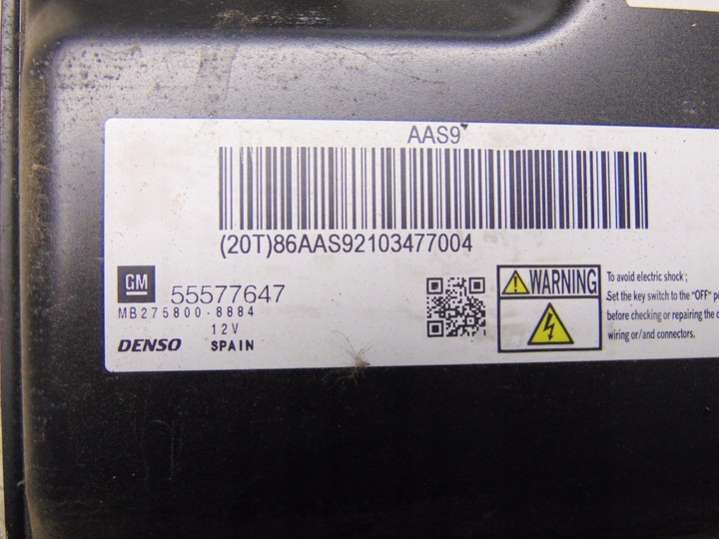 AAS9
(20T)86AAS92103477004
GM 55577647
MB275800-8884
12V
DENSO SPAIN
WARNING
To avoid electric shock ;
Set the key switch to the "OFF"
before checking or repairing the
wiring or/and connectors.